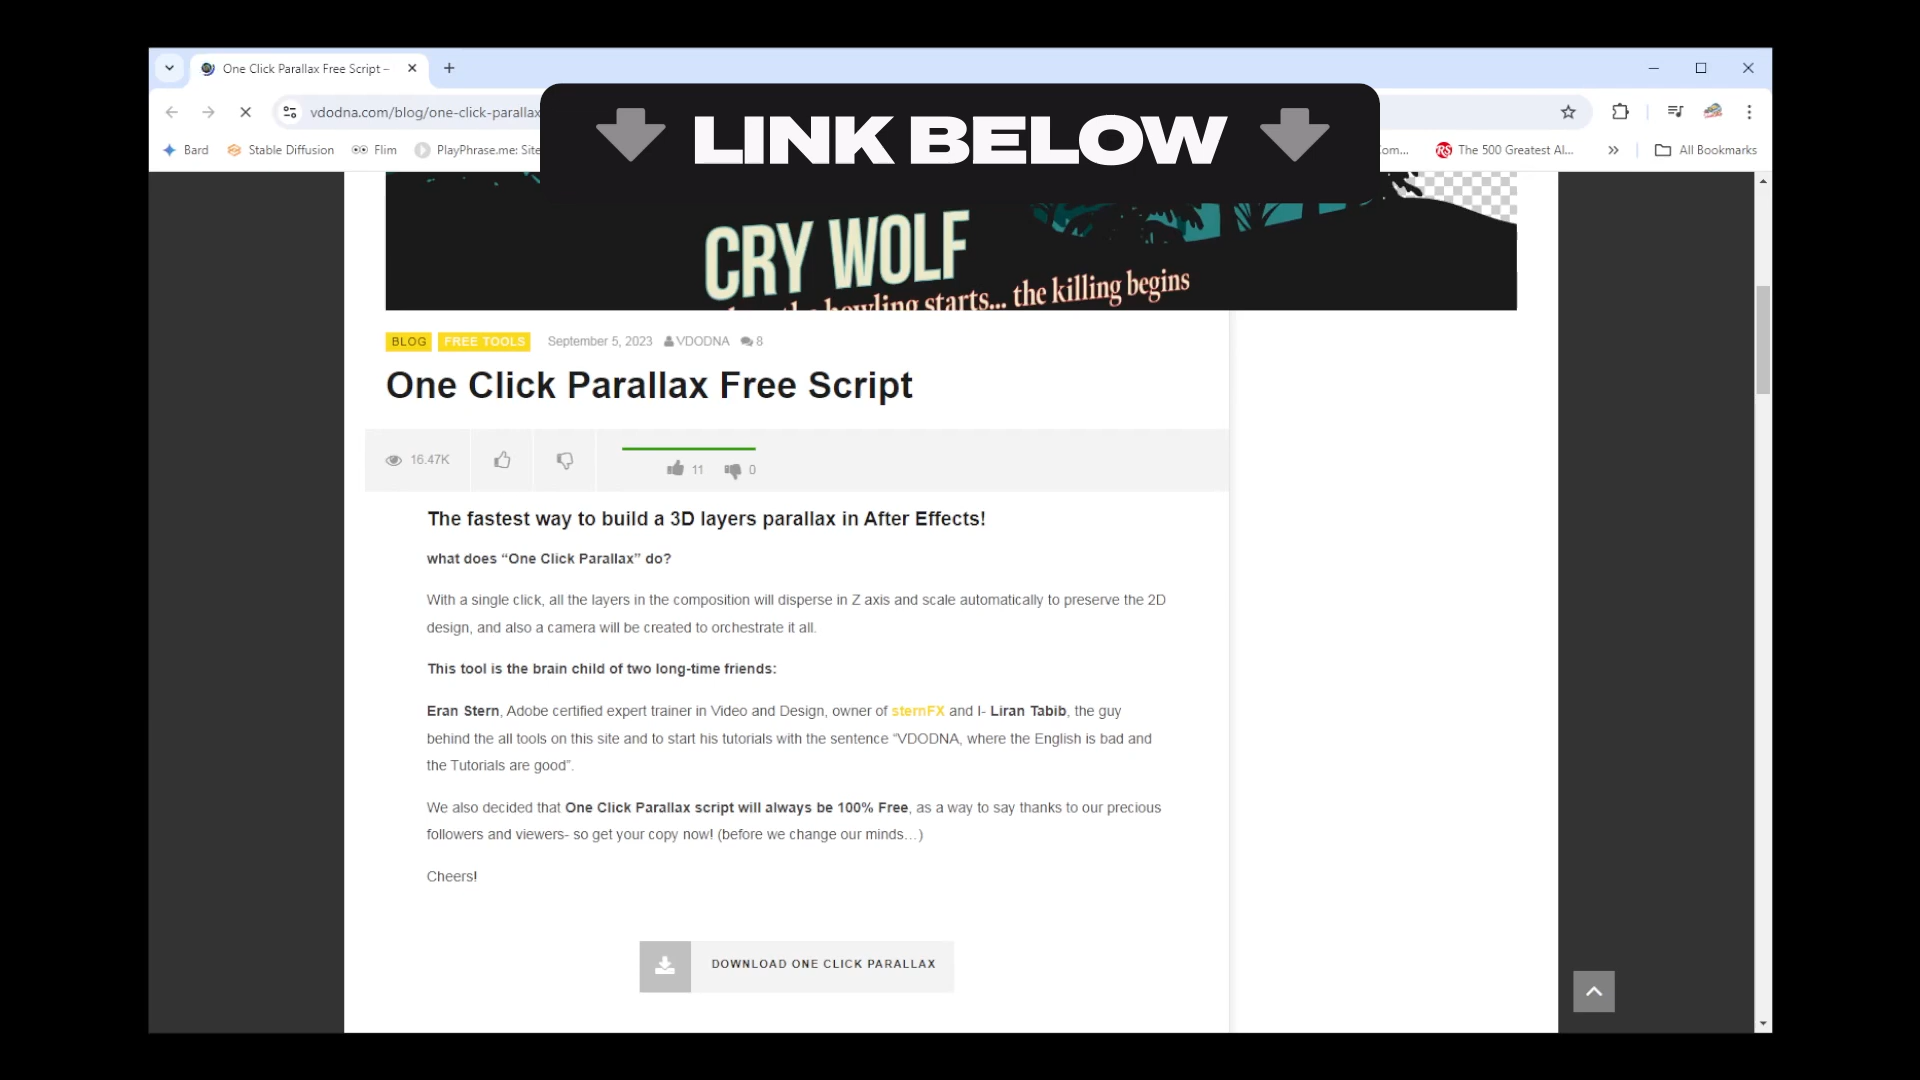 One Click Parallax Free Script –
vdodna.com/blog/one-click-parallax
LINK BELOW
Bard
Stable Diffusion
Flim
PlayPhrase.me: Site
om...
RS
The 500 Greatest Al...
All Bookmarks
CRY WOLF
howling starts... the killing begins
BLOG FREE TOOLS September 5, 2023 VDODNA 8
One Click Parallax Free Script
16.47K
11 0
The fastest way to build a 3D layers parallax in After Effects!
what does “One Click Parallax” do?
With a single click, all the layers in the composition will disperse in Z axis and scale automatically to preserve the 2D
design, and also a camera will be created to orchestrate it all.
This tool is the brain child of two long-time friends:
Eran Stern, Adobe certified expert trainer in Video and Design, owner of sternFX and I- Liran Tabib, the guy
behind the all tools on this site and to start his tutorials with the sentence “VDODNA, where the English is bad and
the Tutorials are good”.
We also decided that One Click Parallax script will always be 100% Free, as a way to say thanks to our precious
followers and viewers- so get your copy now! (before we change our minds…)
Cheers!
DOWNLOAD ONE CLICK PARALLAX